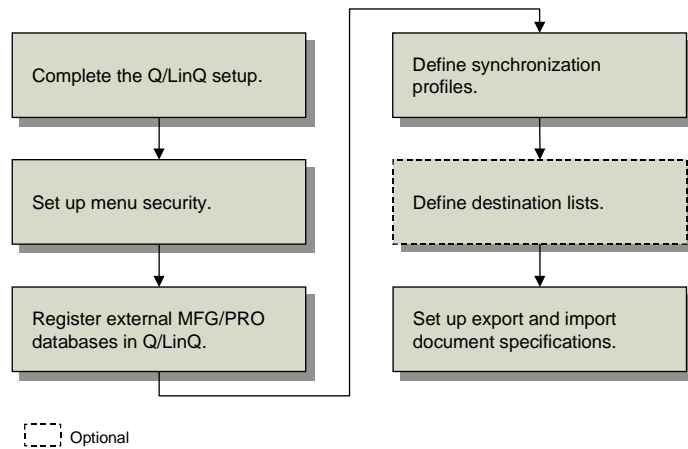 Complete the Q/LinQ setup.
Set up menu security.
Register external MFG/PRO
databases in Q/LinQ.
Define synchronization
profiles.
Define destination lists.
Set up export and import
document specifications.
Optional